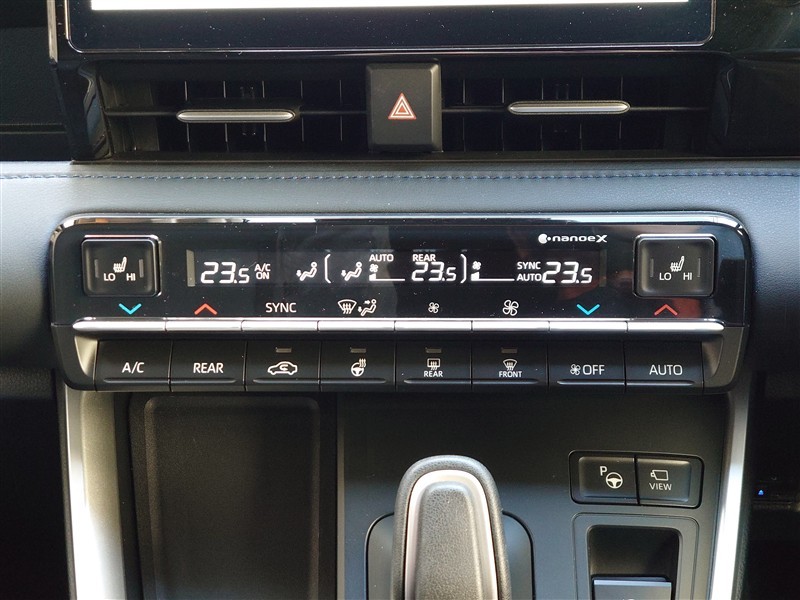 nanoeX
LO HI
23.5 A/C ON
AUTO
REAR 23.5
SYNC AUTO 23.5
LO HI
SYNC
A/C
REAR
REAR
FRONT
OFF
AUTO
P
VIEW